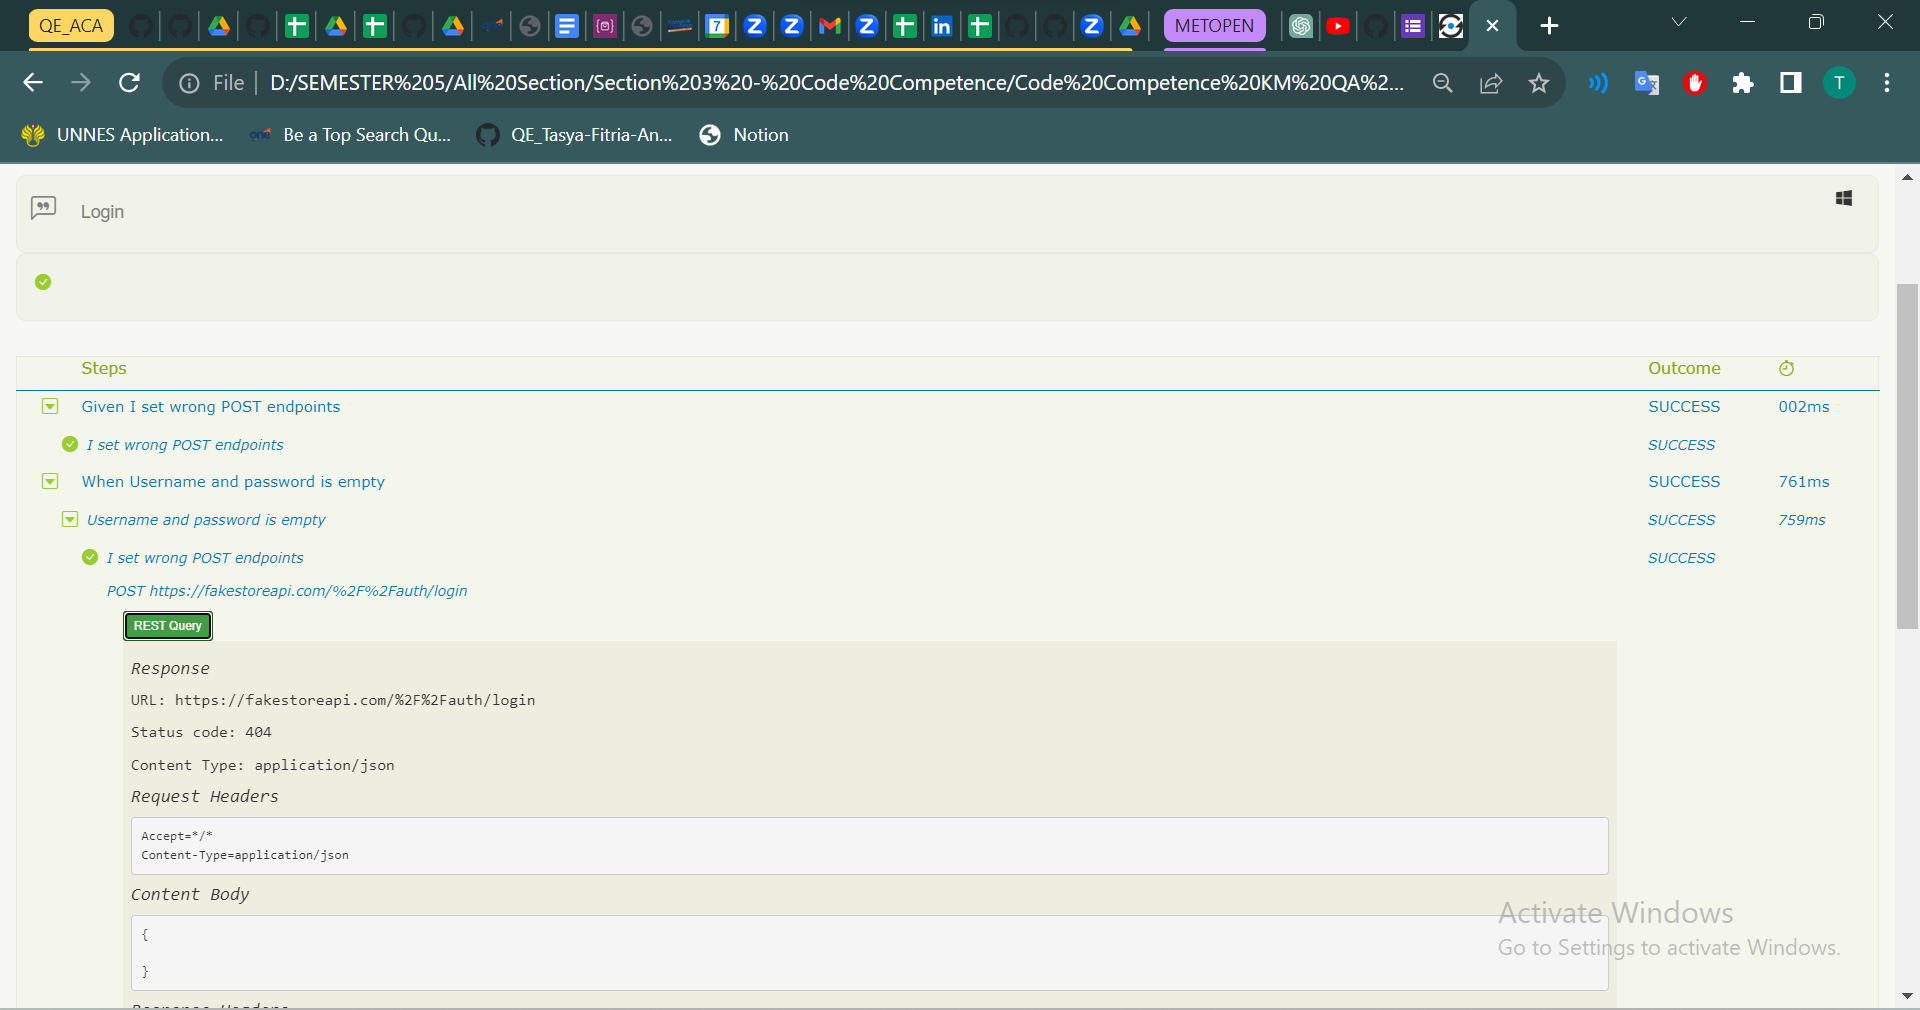 QE_ACA
METOPEN
File
D:/SEMESTER%205/All%20Section/Section%203%20-%20Code%20Competence/Code%20Competence%20KM%20QA%2...
T
UNNES Application...
Be a Top Search Qu...
QE_Tasya-Fitria-An...
Notion
Login
Steps Outcome
Given I set wrong POST endpoints SUCCESS 002ms
I set wrong POST endpoints SUCCESS
When Username and password is empty SUCCESS 761ms
Username and password is empty SUCCESS 759ms
I set wrong POST endpoints SUCCESS
POST https://fakestoreapi.com/%2F%2Fauth/login
REST Query
Response
URL: https://fakestoreapi.com/%2F%2Fauth/login
Status code: 404
Content Type: application/json
Request Headers
Accept=*/*
Content-Type=application/json
Content Body
{
}
Activate Windows
Go to Settings to activate Windows.